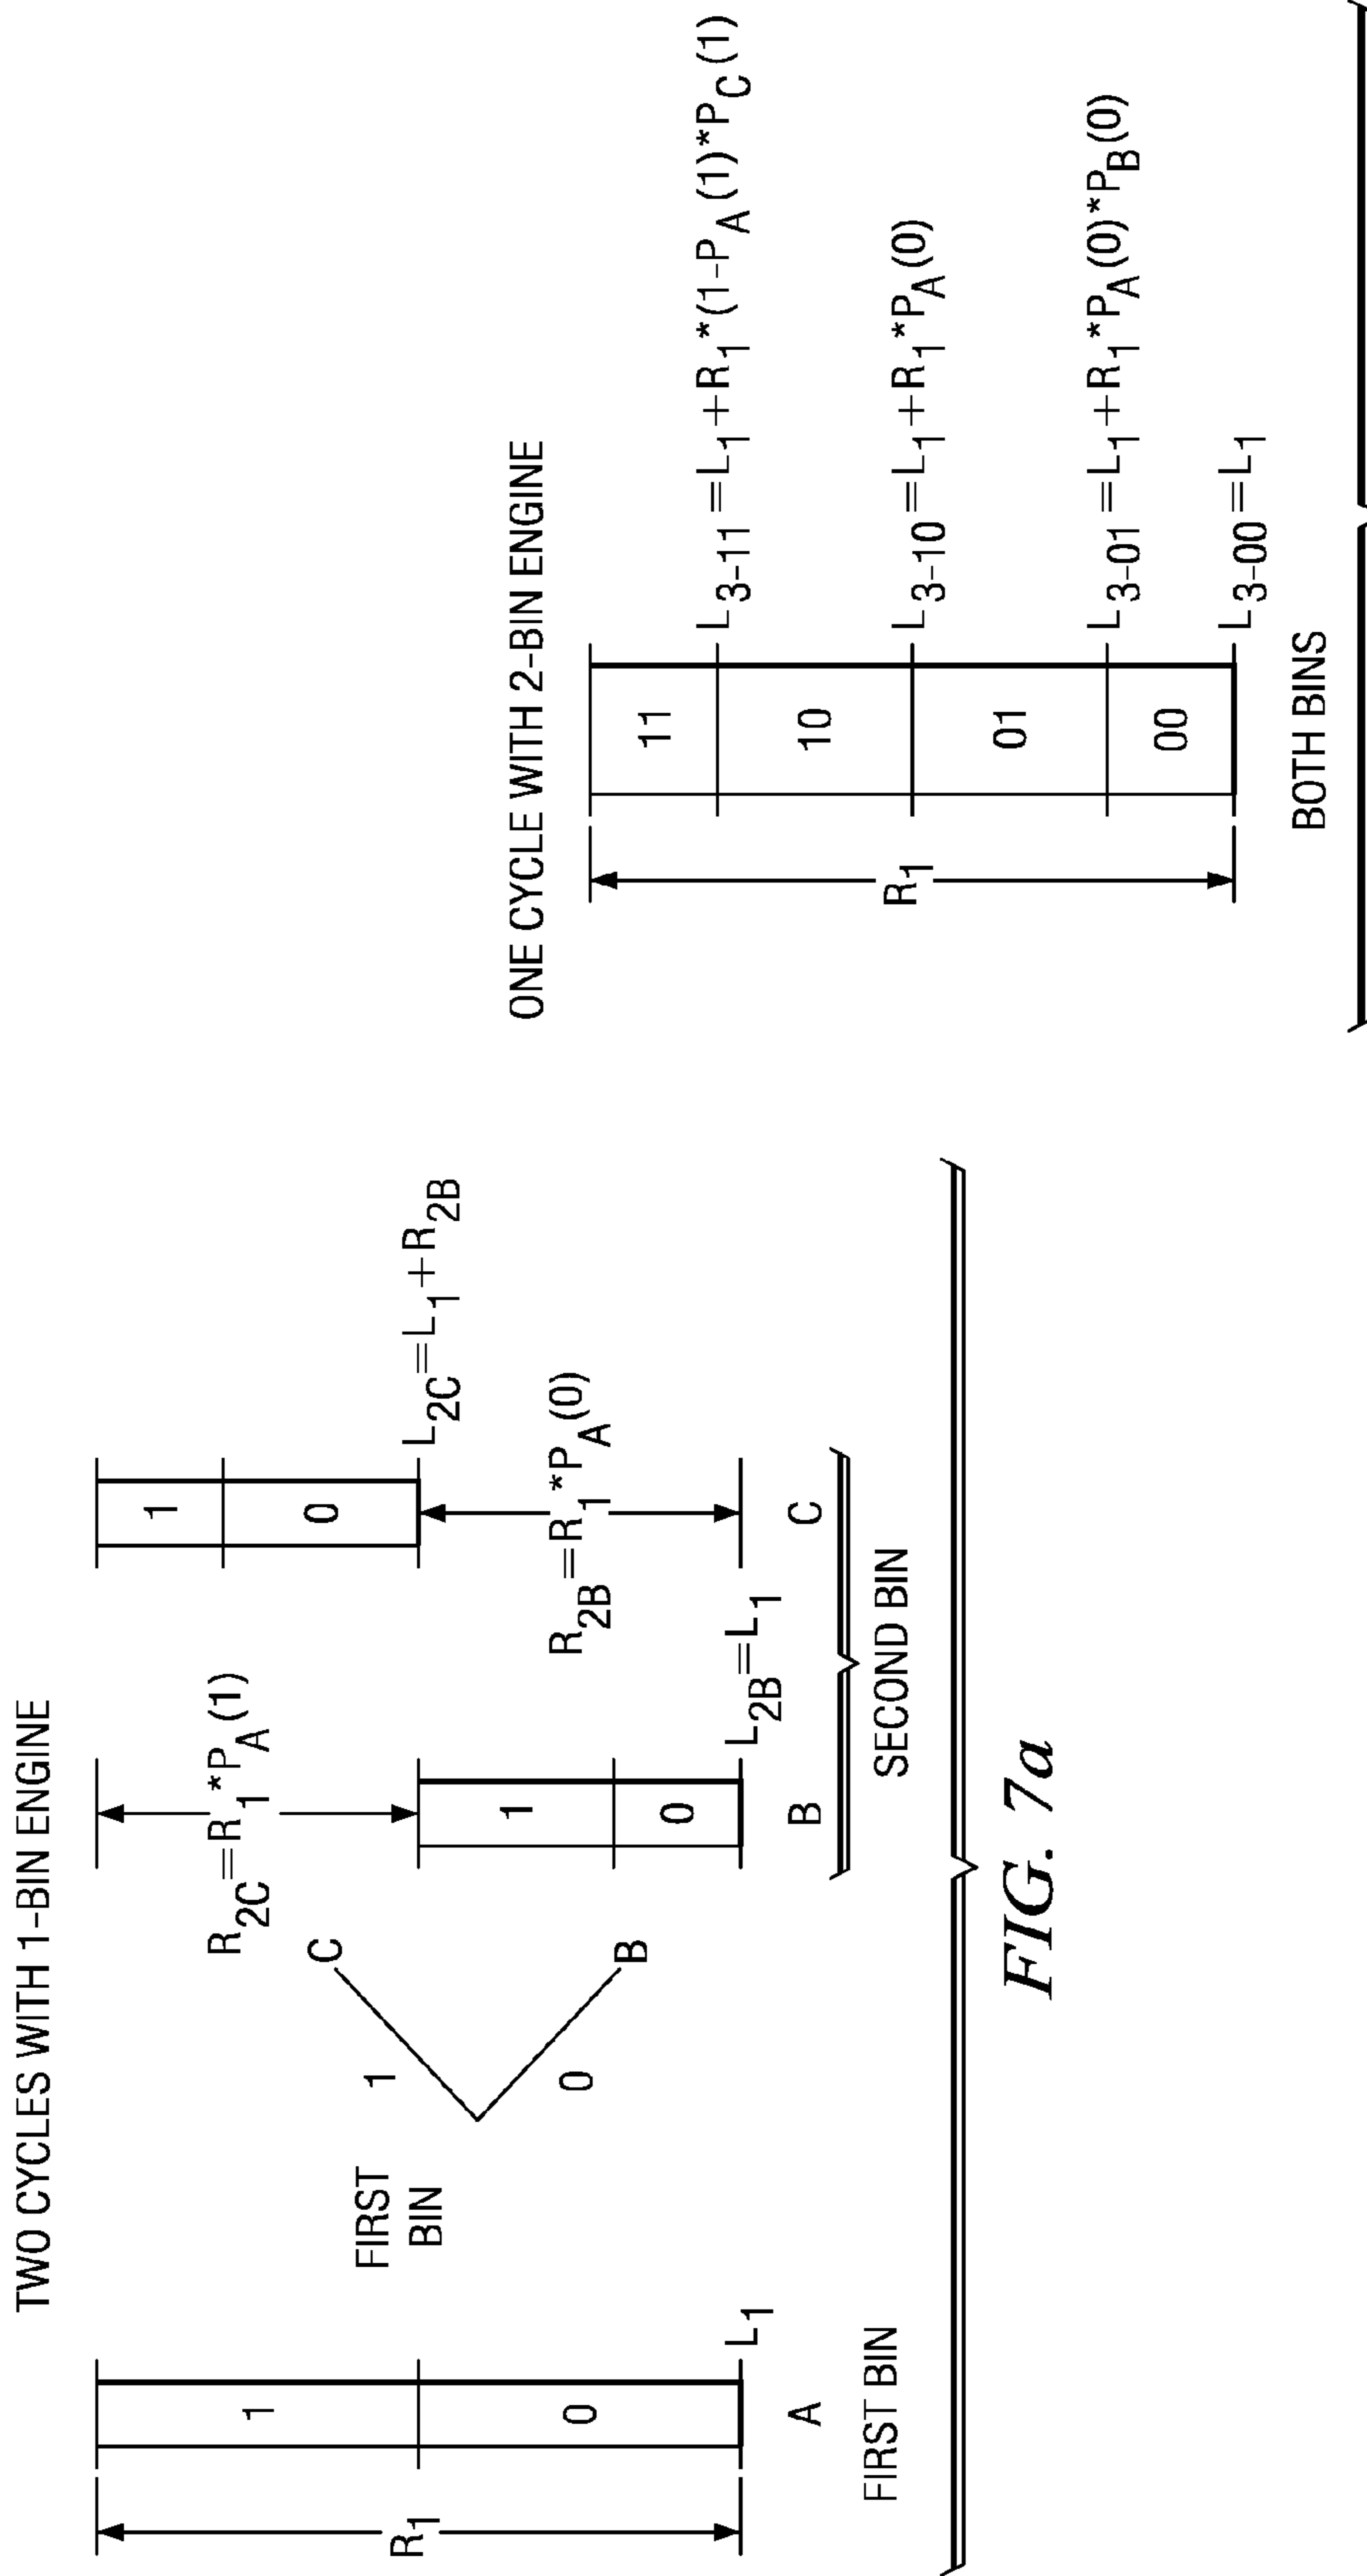 TWO CYCLES WITH 1-BIN ENGINE
R1
1
0
L1
A
FIRST BIN
FIRST
BIN
1
0
C
B
R2C=R1*PA(1)
1
0
L2B=L1
B
1
0
L2C=L1+R2B
R2B=R1*PA(0)
C
SECOND BIN
FIG. 7a
ONE CYCLE WITH 2-BIN ENGINE
R1
11
10
01
00
L3-11=L1+R1*(1-PA(1)*PC(1)
L3-10=L1+R1*PA(0)
L3-01=L1+R1*PA(0)*PB(0)
L3-00=L1
BOTH BINS